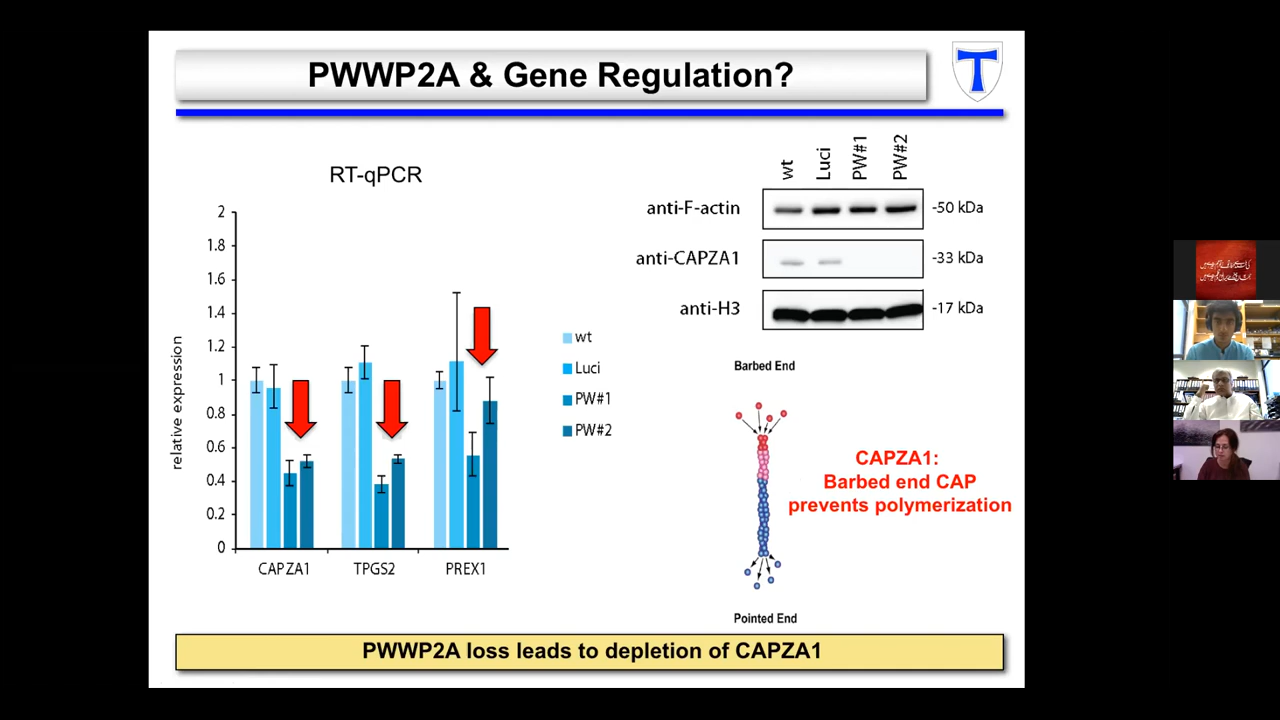 PWWP2A & Gene Regulation?
T
RT-qPCR
relative expression
2
1.8
1.6
1.4
1.2
1
0.8
0.6
0.4
0.2
0
CAPZA1
TPGS2
PREX1
wt
Luci
PW#1
PW#2
wt
Luci
PW#1
PW#2
anti-F-actin
-50 kDa
anti-CAPZA1
-33 kDa
anti-H3
-17 kDa
Barbed End
CAPZA1:
Barbed end CAP
prevents polymerization
Pointed End
PWWP2A loss leads to depletion of CAPZA1